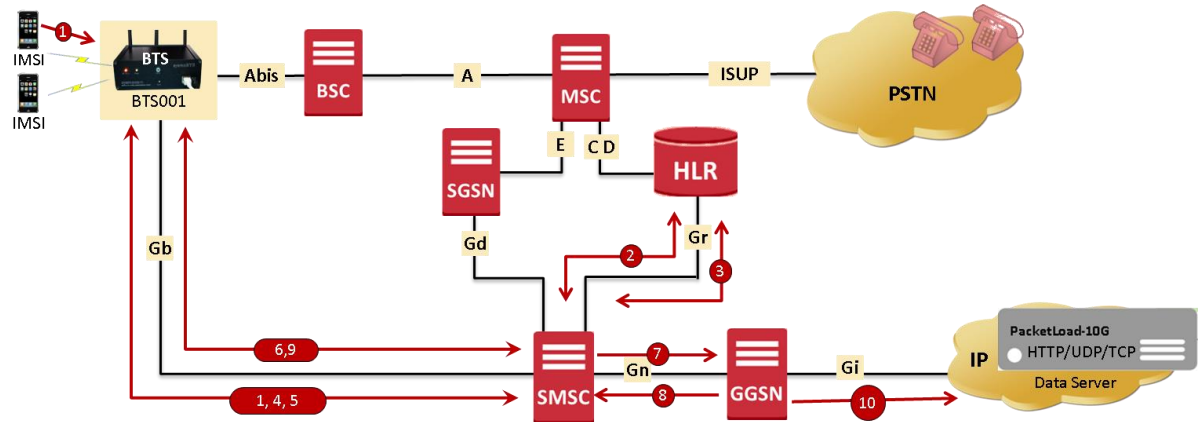 1
IMSI
IMSI
BTS
BTS001
Abis
BSC
A
MSC
ISUP
PSTN
E
C D
SGSN
HLR
Gb
Gd
Gr
2
3
6,9
1, 4, 5
SMSC
7
Gn
8
GGSN
Gi
10
IP
PacketLoad-10G
HTTP/UDP/TCP
Data Server